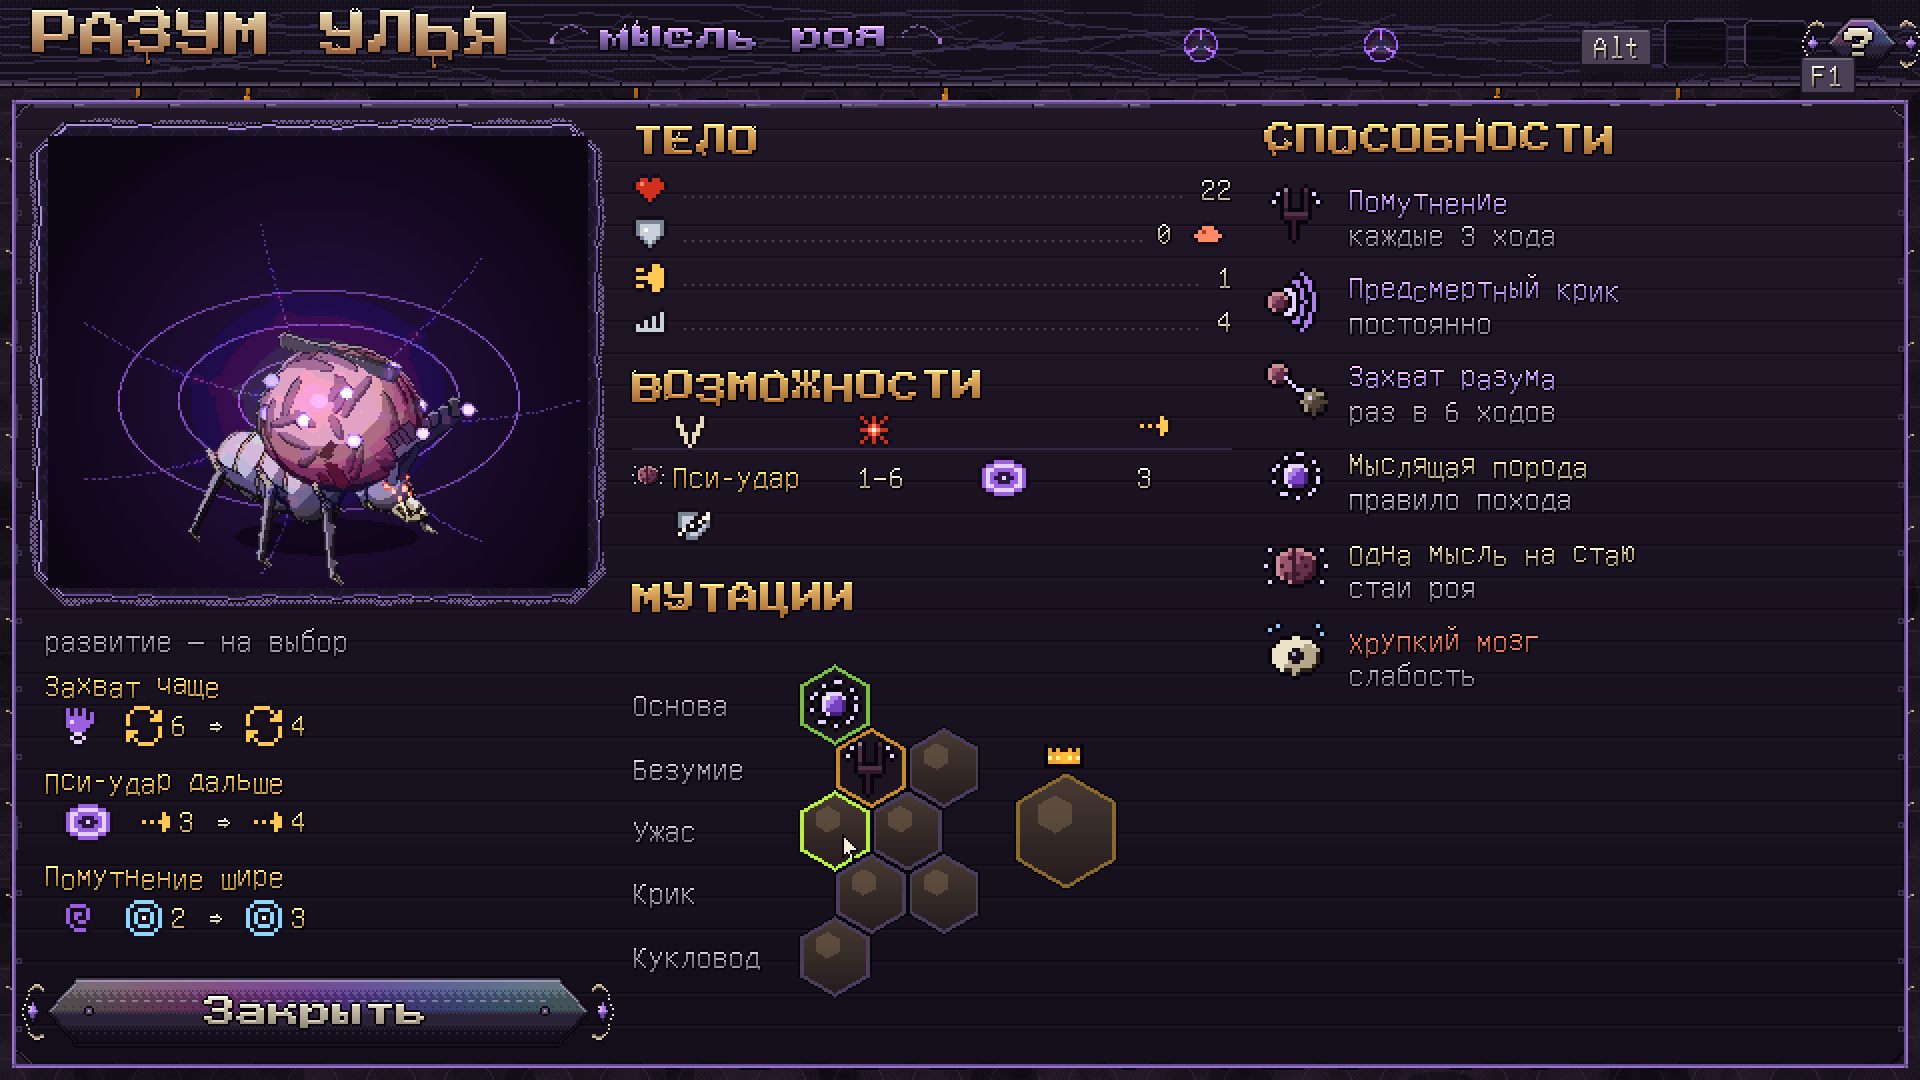 РАЗУМ УЛЬЯ
мысль роя
Alt
F1
ТЕЛО
22
0
1
4
ВОЗМОЖНОСТИ
Пси-удар 1-6 3
МУТАЦИИ
Основа
Безумие
Ужас
Крик
Кукловод
развитие — на выбор
Захват чаще
6 ⇒ 4
Пси-удар дальше
3 ⇒ 4
Помутнение шире
2 ⇒ 3
Закрыть
СПОСОБНОСТИ
Помутнение
каждые 3 хода
Предсмертный крик
постоянно
Захват разума
раз в 6 ходов
Мыслящая порода
правило похода
Одна мысль на стаю
стаи роя
Хрупкий мозг
слабость